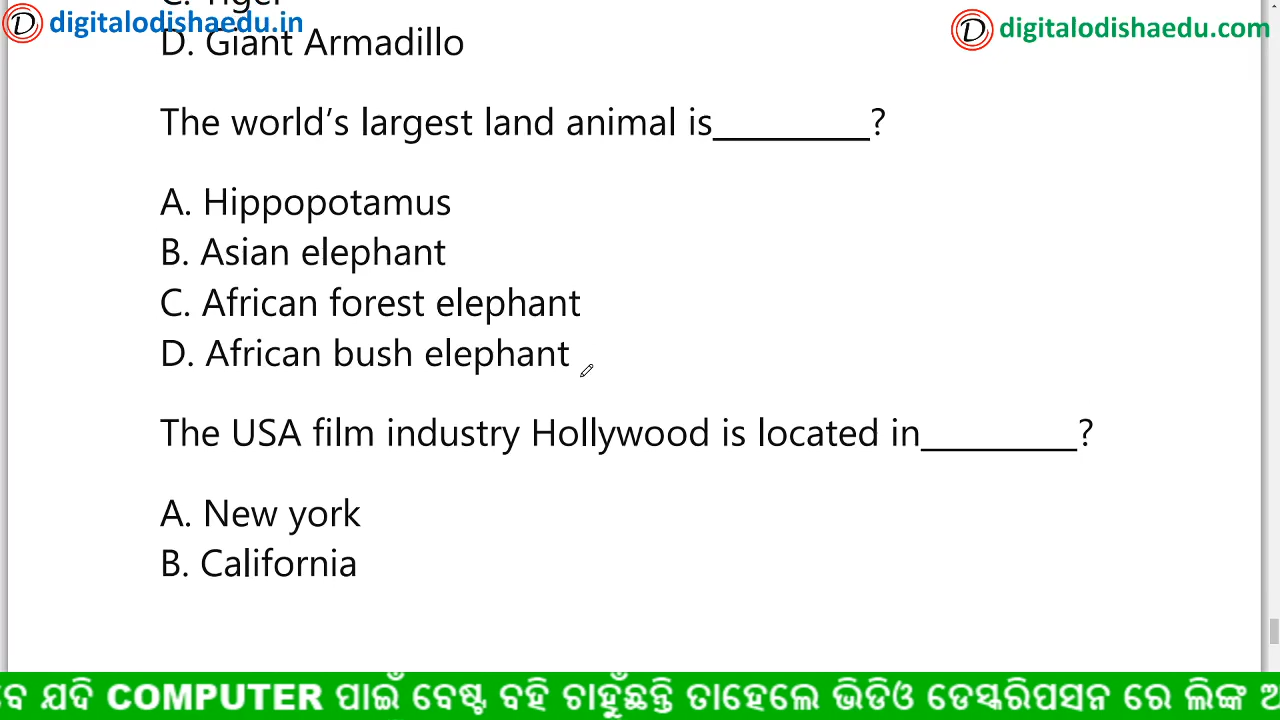 C. Tiger
digitalodishaedu.in
digitalodishaedu.com
D. Giant Armadillo
The world’s largest land animal is_________?
A. Hippopotamus
B. Asian elephant
C. African forest elephant
D. African bush elephant
The USA film industry Hollywood is located in_________?
A. New york
B. California
ଯଦି COMPUTER ପାଇଁ ବେଷ୍ଟ ବହି ଚାହୁଁଛନ୍ତି ତାହେଲେ ଭିଡିଓ ଡେସ୍କରିପସନ ରେ ଲିଙ୍କ